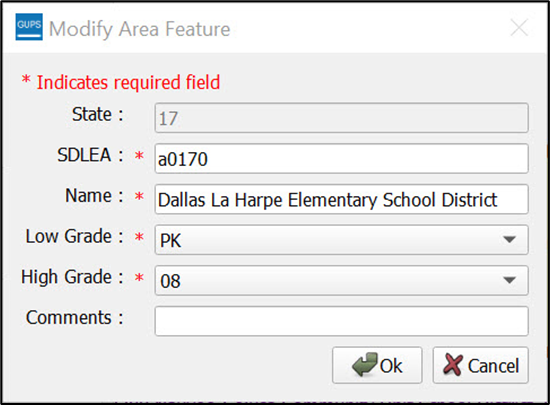 GUPS Modify Area Feature
* Indicates required field
State : 17
SDLEA : * a0170
Name : * Dallas La Harpe Elementary School District
Low Grade : * PK
High Grade : * 08
Comments :
Ok Cancel